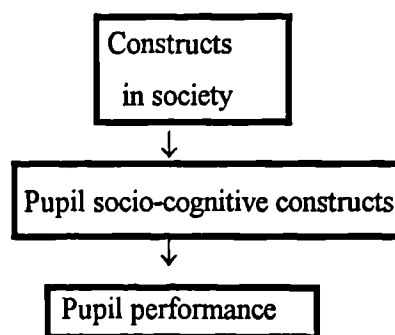 Constructs
in society
Pupil socio-cognitive constructs
Pupil performance